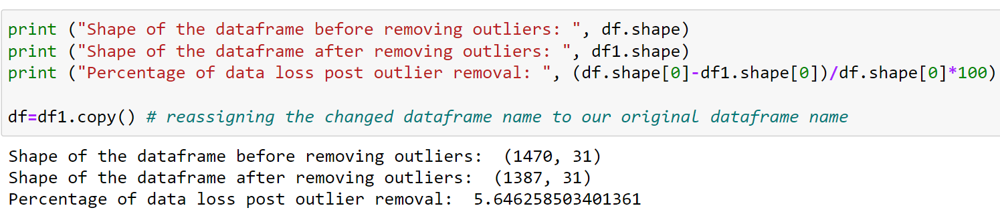 print ("Shape of the dataframe before removing outliers: ", df.shape)
print ("Shape of the dataframe after removing outliers: ", df1.shape)
print ("Percentage of data loss post outlier removal: ", (df.shape[0]-df1.shape[0])/df.shape[0]*100)
df=df1.copy() # reassigning the changed dataframe name to our original dataframe name
Shape of the dataframe before removing outliers:  (1470, 31)
Shape of the dataframe after removing outliers:  (1387, 31)
Percentage of data loss post outlier removal:  5.646258503401361